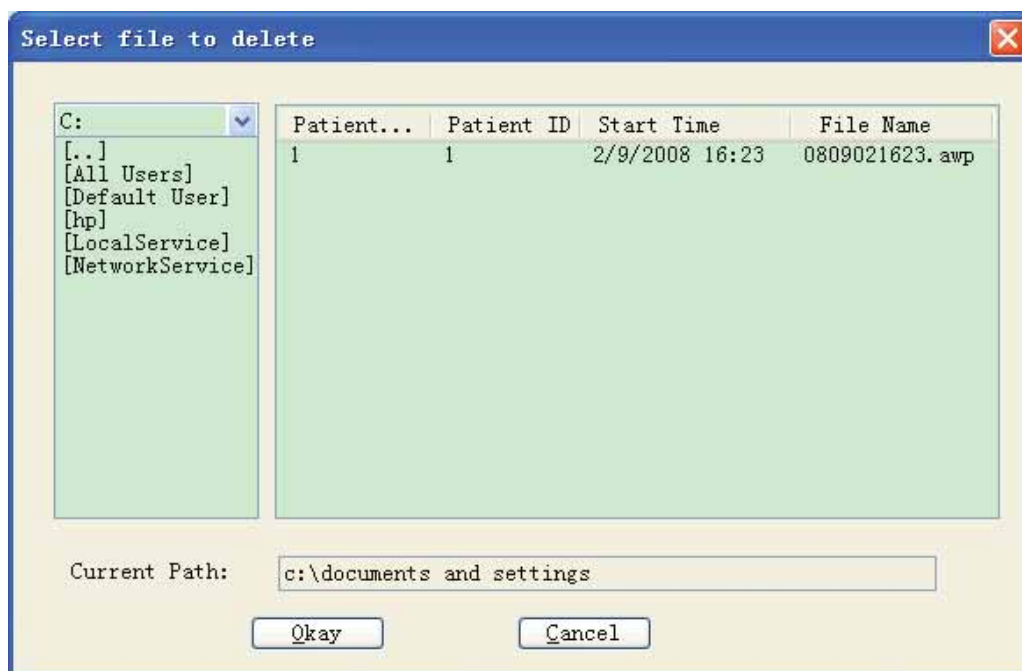 Select file to delete
C:
[..]
[All Users]
[Default User]
[hp]
[LocalService]
[NetworkService]
Patient... Patient ID Start Time File Name
1 1 2/9/2008 16:23 0809021623.awp
Current Path: c:\documents and settings
Okay Cancel